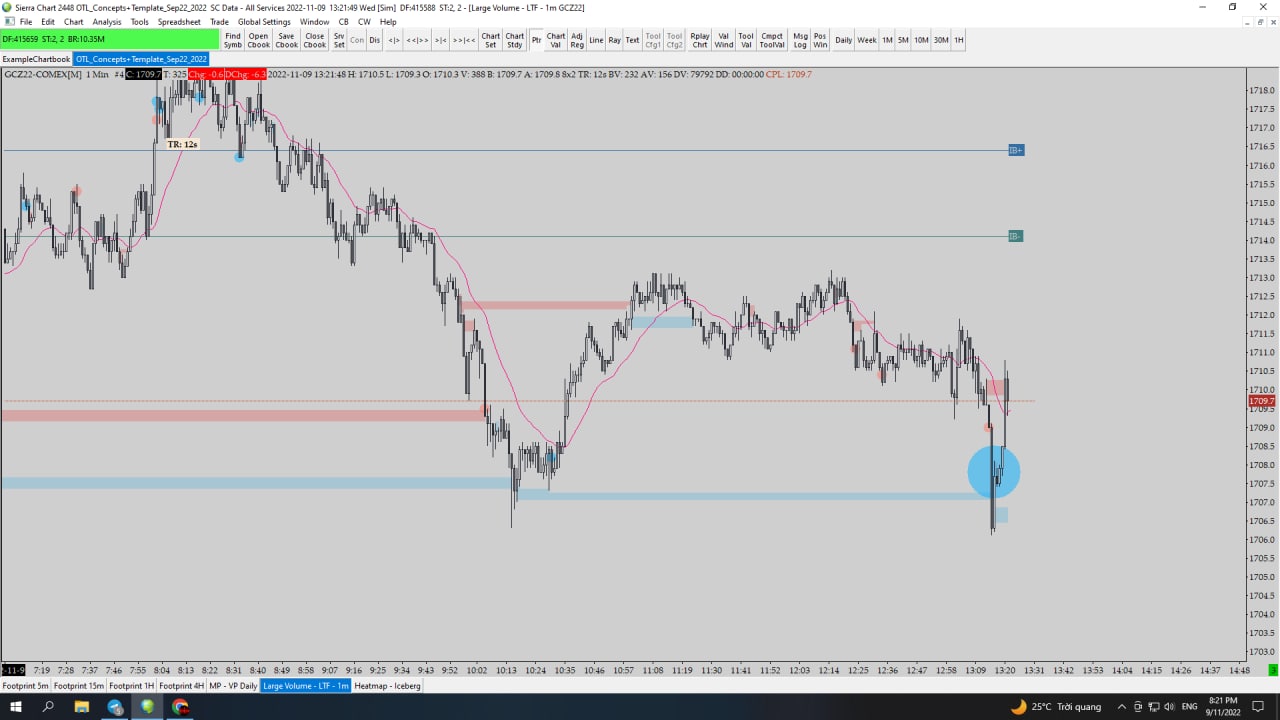 Sierra Chart 2448 OTL_Concepts+Template_Sep22_2022 SC Data - All Services 2022-11-09 13:21:49 Wed [Sim] DF:415588 ST:2, 2 - [Large Volume - LTF - 1m GCZ22]
File Edit Chart Analysis Tools Spreadsheet Trade Global Settings Window CB CW Help
DF:415659 ST:2, 2 BR:10.35M
Find Symb Open Cbook Save Cbook Close Cbook Srv Set Con Dis <|> <<|>> >|< >>|<< Chart Set Chart Stdy Ptr Chart Val Adj Reg Line Ray Text Tool Cfg1 Tool Cfg2 Rplay Chrt Val Wind Tool Val Cmpct ToolVal Msg Log Pos Win Daily Week 1M 5M 10M 30M 1H
ExampleChartbook OTL_Concepts+Template_Sep22_2022
GCZ22-COMEX[M] 1 Min #4 C: 1709.7 T: 325 Chg: -0.6 DChg: -6.3 2022-11-09 13:21:48 H: 1710.5 L: 1709.3 O: 1710.3 V: 388 B: 1709.7 A: 1709.8 8x2 TR: 12s BV: 232 AV: 156 DV: 79792 DD: 00:00:00 CPL: 1709.7
1718.0
1717.5
1717.0
TR: 12s
1716.5
IB+
1716.0
1715.5
1715.0
1714.5
IB-
1714.0
1713.5
1713.0
1712.5
1712.0
1711.5
1711.0
1710.5
1710.0
1709.7
1709.5
1709.0
1708.5
1708.0
1707.5
1707.0
1706.5
1706.0
1705.5
1705.0
1704.5
1704.0
1703.5
1703.0
-11-9 7:19 7:28 7:37 7:46 7:55 8:04 8:13 8:22 8:31 8:40 8:50 8:58 9:07 9:16 9:25 9:34 9:43 9:52 10:02 10:14 10:24 10:35 10:46 10:57 11:08 11:19 11:30 11:41 11:52 12:03 12:14 12:25 12:36 12:47 12:58 13:09 13:20 13:31 13:42 13:53 14:04 14:15 14:26 14:37 14:48
Footprint 5m Footprint 15m Footprint 1H Footprint 4H MP - VP Daily Large Volume - LTF - 1m Heatmap - Iceberg
25°C Trời quang ENG 8:21 PM
9/11/2022